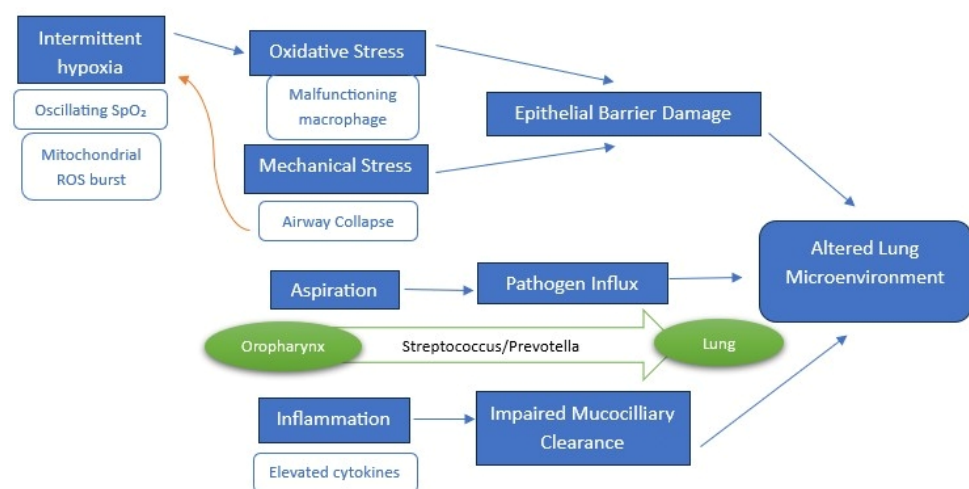 Intermittent
hypoxia
Oscillating SpO₂
Mitochondrial
ROS burst
Oxidative Stress
Malfunctioning
macrophage
Mechanical Stress
Airway Collapse
Epithelial Barrier Damage
Altered Lung
Microenvironment
Aspiration
Pathogen Influx
Oropharynx
Streptococcus/Prevotella
Lung
Inflammation
Elevated cytokines
Impaired Mucocilliary
Clearance